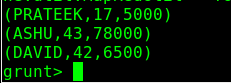 (PRATEEK,17,5000)
(ASHU,43,78000)
(DAVID,42,6500)
grunt>